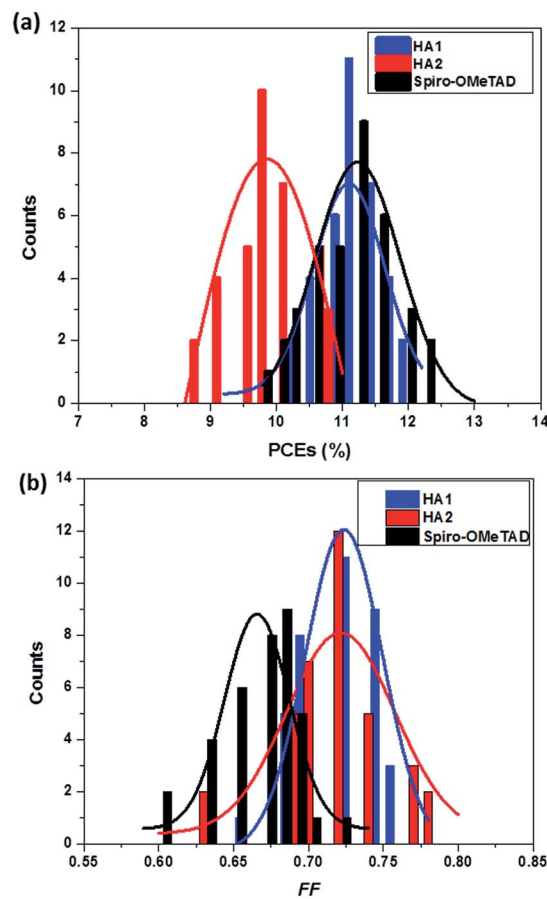 (a)
12
10
8
6
4
2
0
Counts
HA1
HA2
Spiro-OMeTAD
7 8 9 10 11 12 13 14
PCEs (%)
(b)
14
12
10
8
6
4
2
0
Counts
HA1
HA2
Spiro-OMeTAD
0.55 0.60 0.65 0.70 0.75 0.80 0.85
FF